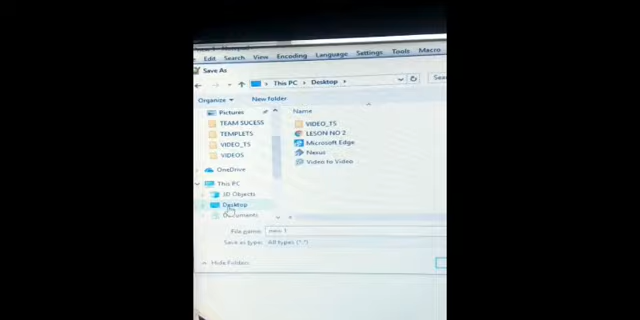 Edit Search View Encoding Language Settings Tools Macro
Save As
This PC > Desktop >
Organize New folder
Pictures
TEAM SUCESS
TEMPLETS
VIDEO_TS
VIDEOS
OneDrive
This PC
3D Objects
Desktop
Documents
Name
VIDEO_TS
LESON NO 2
Microsoft Edge
Nexus
Video to Video
File name: new 1
Save as type: All types (*.*)
Hide Folders